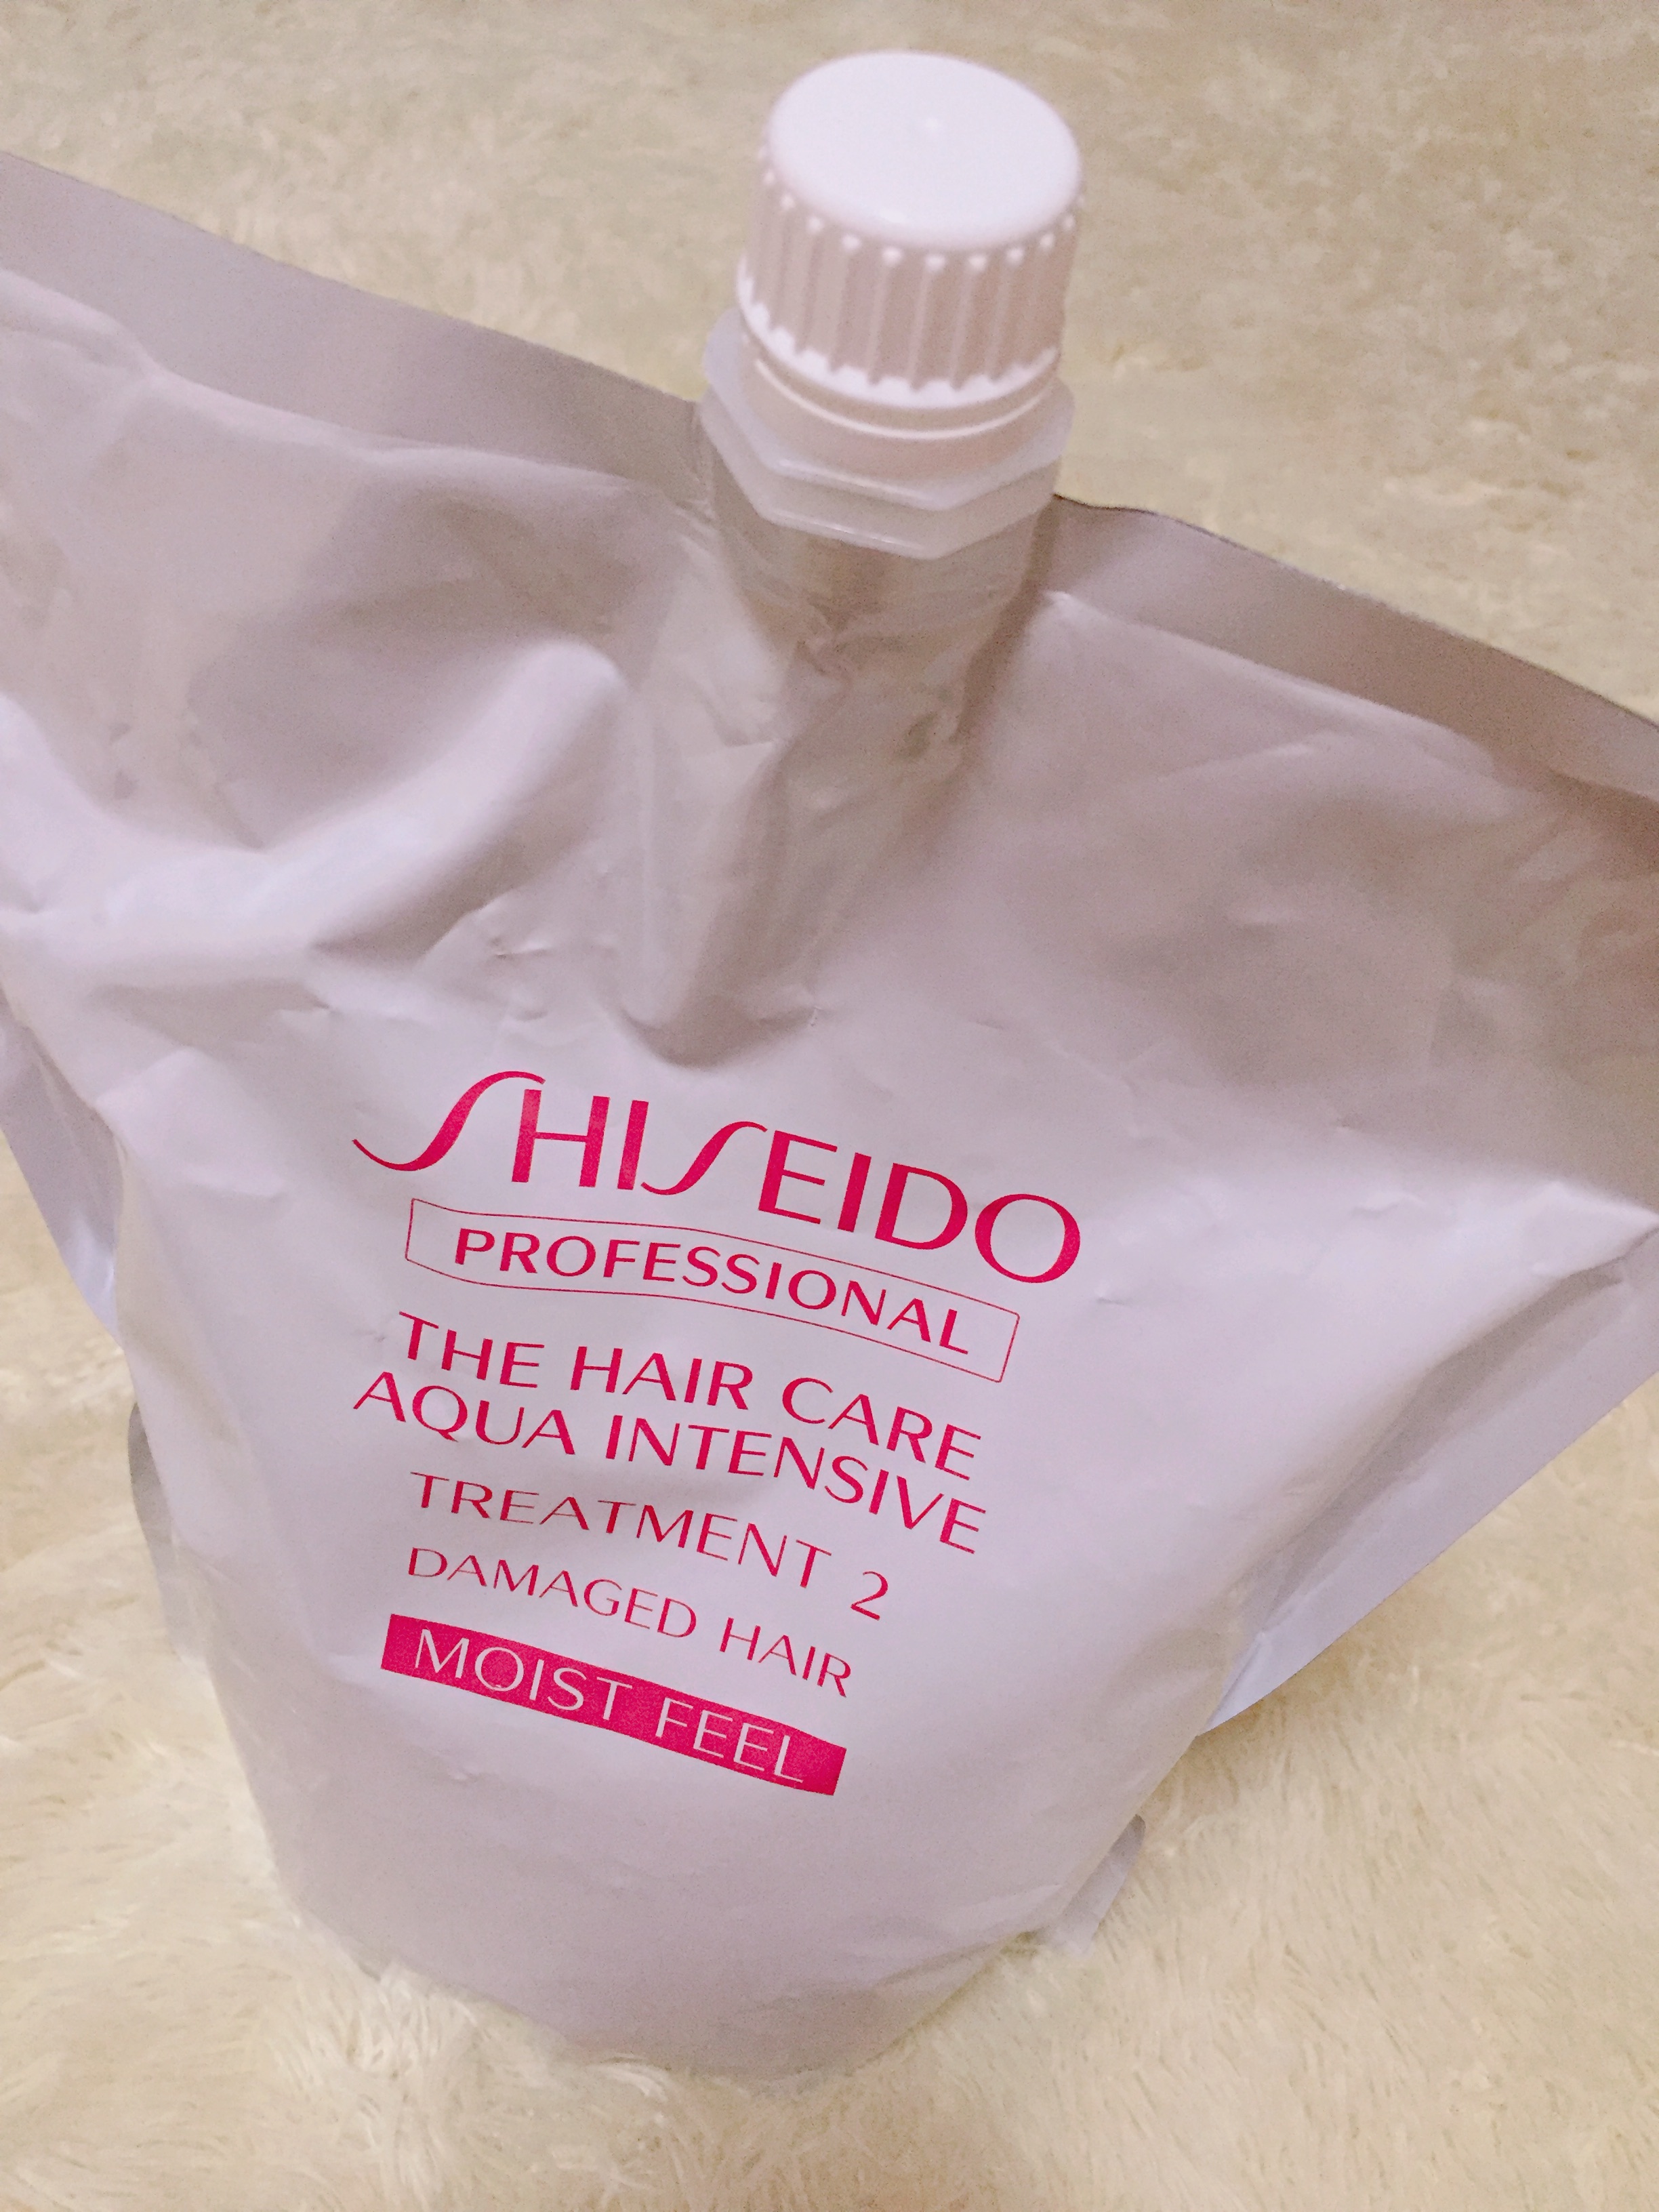 SHISEIDO
PROFESSIONAL
THE HAIR CARE
AQUA INTENSIVE
TREATMENT 2
DAMAGED HAIR
MOIST FEEL